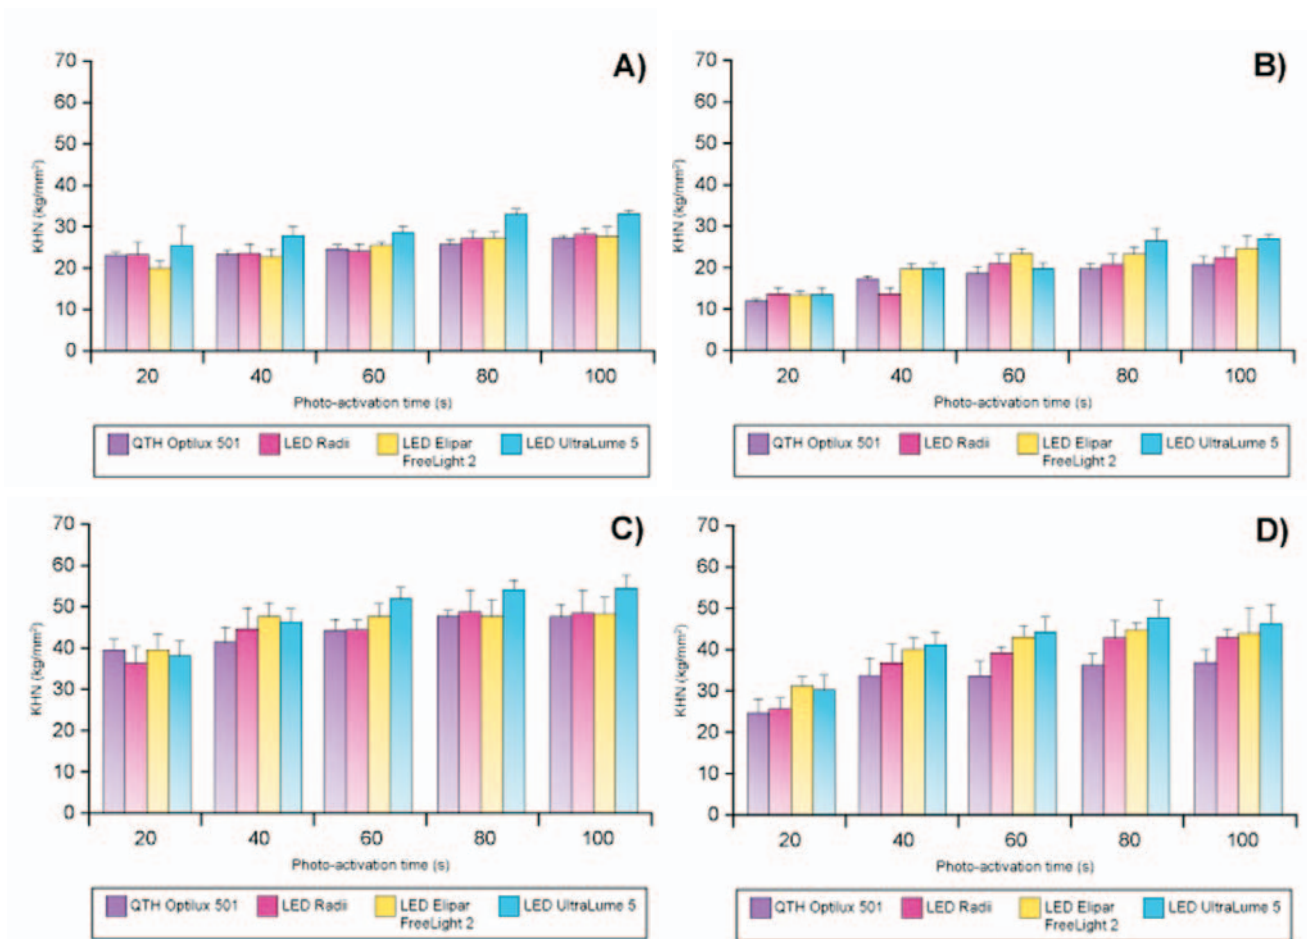 A)
70
60
50
40
30
20
10
0
KHN (kg/mm²)
20 40 60 80 100
Photo-activation time (s)
QTH Optilux 501 LED Radii LED Elipar LED UltraLume 5
FreeLight 2
B)
70
60
50
40
30
20
10
0
KHN (kg/mm²)
20 40 60 80 100
Photo-activation time (s)
QTH Optilux 501 LED Radii LED Elipar LED UltraLume 5
FreeLight 2
C)
70
60
50
40
30
20
10
0
KHN (kg/mm²)
20 40 60 80 100
Photo-activation time (s)
QTH Optilux 501 LED Radii LED Elipar LED UltraLume 5
FreeLight 2
D)
70
60
50
40
30
20
10
0
KHN (kg/mm²)
20 40 60 80 100
Photo-activation time (s)
QTH Optilux 501 LED Radii LED Elipar LED UltraLume 5
FreeLight 2